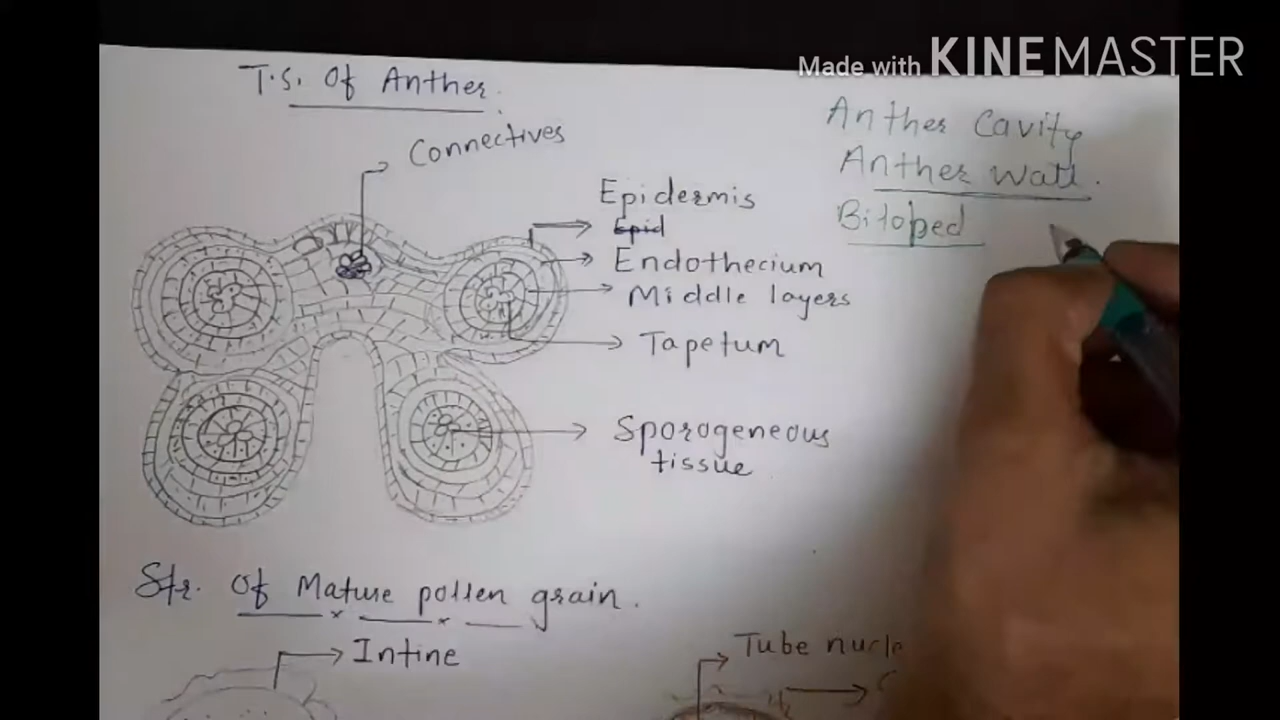 Made with KINEMASTER
T.S. Of Anther.
Connectives
Anther Cavity
Anther Wall.
Bilobed
Epidermis
Epid
Endothecium
Middle layers
Tapetum
Sporogeneous
tissue
Str. Of Mature pollen grain.
Intine
Tube nucle